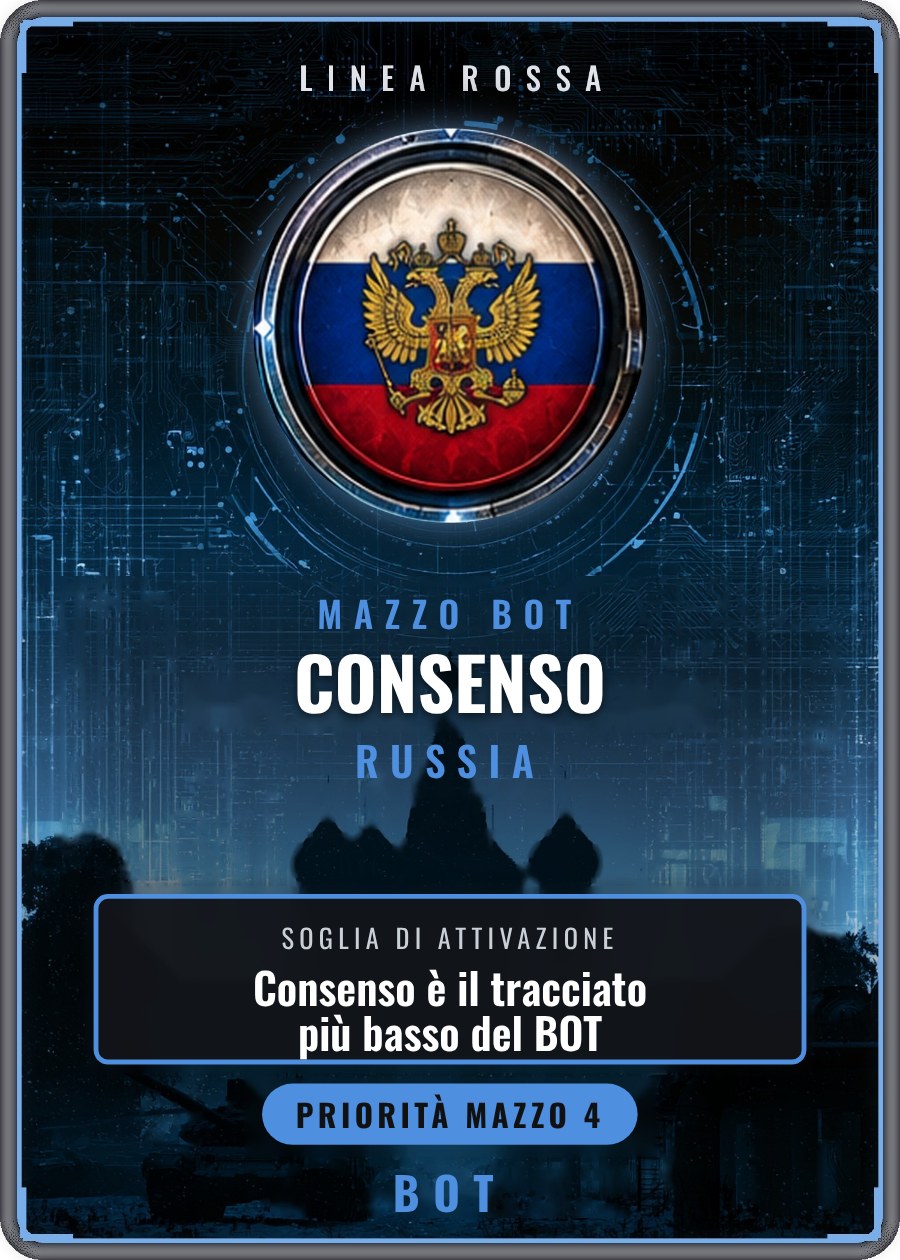 LINEA ROSSA
MAZZO BOT
CONSENSO
RUSSIA
SOGLIA DI ATTIVAZIONE
Consenso è il tracciato
più basso del BOT
PRIORITÀ MAZZO 4
BOT